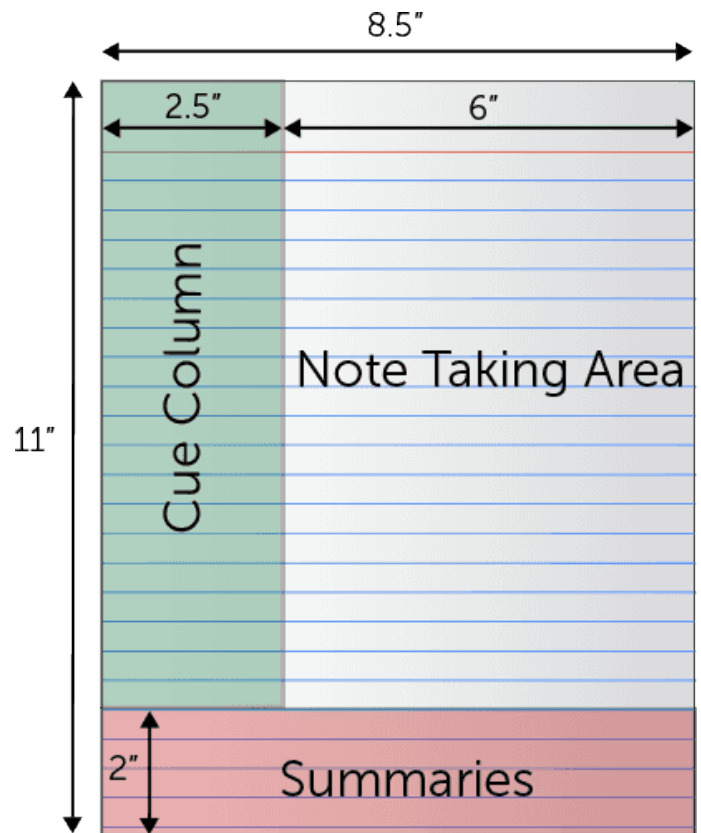 8.5”
2.5”
6”
Cue Column
Note Taking Area
11”
2”
Summaries